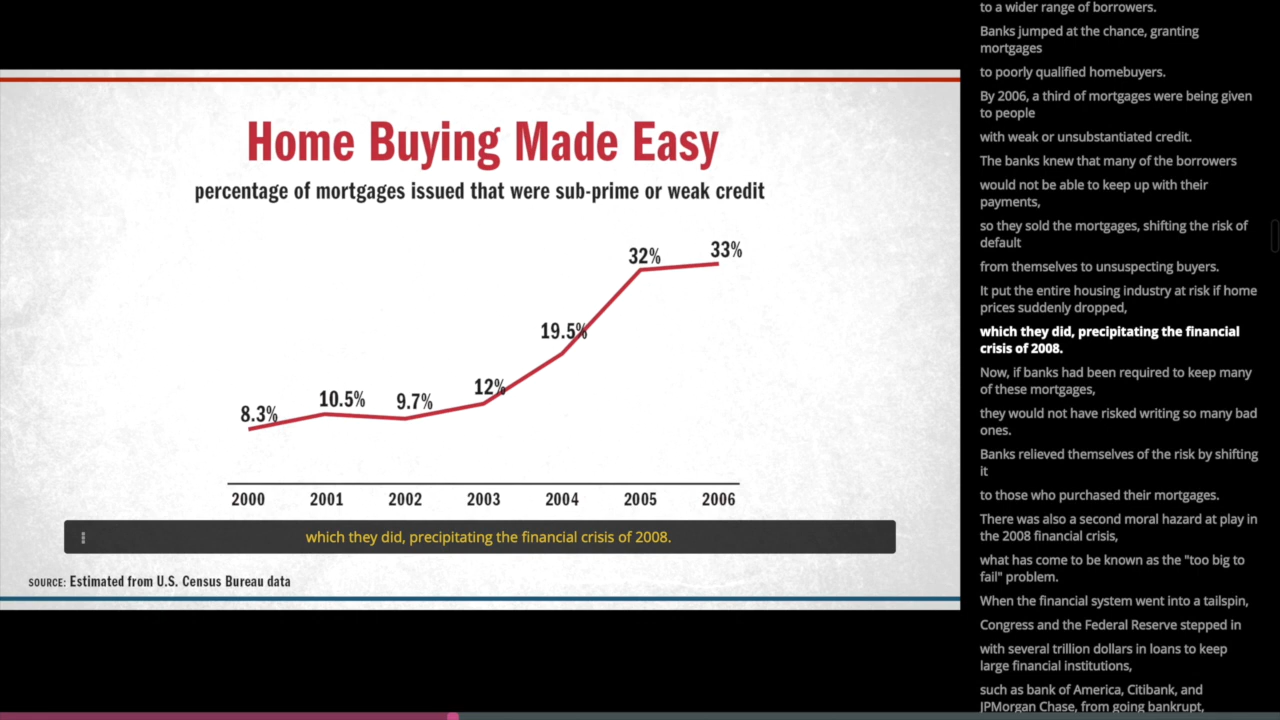 Home Buying Made Easy
percentage of mortgages issued that were sub-prime or weak credit
8.3%
10.5%
9.7%
12%
19.5%
32%
33%
2000 2001 2002 2003 2004 2005 2006
which they did, precipitating the financial crisis of 2008.
SOURCE: Estimated from U.S. Census Bureau data
to a wider range of borrowers.
Banks jumped at the chance, granting
mortgages
to poorly qualified homebuyers.
By 2006, a third of mortgages were being given
to people
with weak or unsubstantiated credit.
The banks knew that many of the borrowers
would not be able to keep up with their
payments,
so they sold the mortgages, shifting the risk of
default
from themselves to unsuspecting buyers.
It put the entire housing industry at risk if home
prices suddenly dropped,
which they did, precipitating the financial
crisis of 2008.
Now, if banks had been required to keep many
of these mortgages,
they would not have risked writing so many bad
ones.
Banks relieved themselves of the risk by shifting
it
to those who purchased their mortgages.
There was also a second moral hazard at play in
the 2008 financial crisis,
what has come to be known as the "too big to
fail" problem.
When the financial system went into a tailspin,
Congress and the Federal Reserve stepped in
with several trillion dollars in loans to keep
large financial institutions,
such as bank of America, Citibank, and
JPMorgan Chase, from going bankrupt,